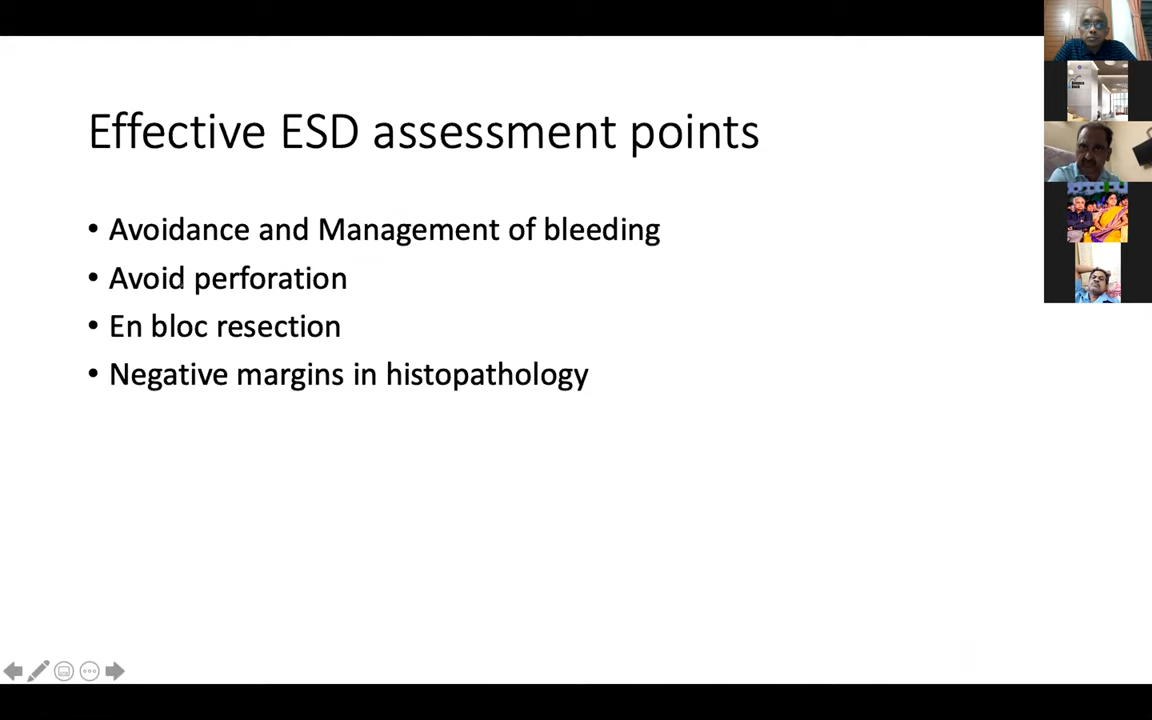 Effective ESD assessment points
• Avoidance and Management of bleeding
• Avoid perforation
• En bloc resection
• Negative margins in histopathology